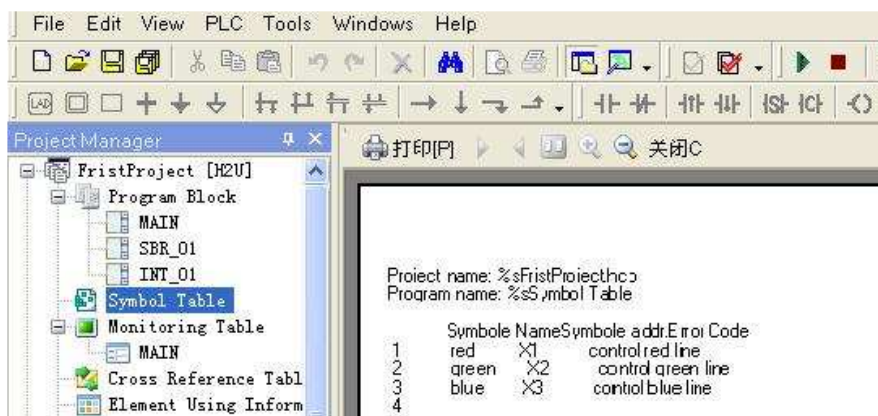 File Edit View PLC Tools Windows Help
LAD
Project Manager
打印[P] 关闭C
FristProject [H2U]
Program Block
MAIN
SBR_01
INT_01
Symbol Table
Monitoring Table
MAIN
Cross Reference Tabl
Element Using Inform
Project name: %sFristProject.hcp
Program name: %sSymbol Table
Symbole NameSymbole addr.Error Code
1 red X1 control red line
2 green X2 control green line
3 blue X3 control blue line
4